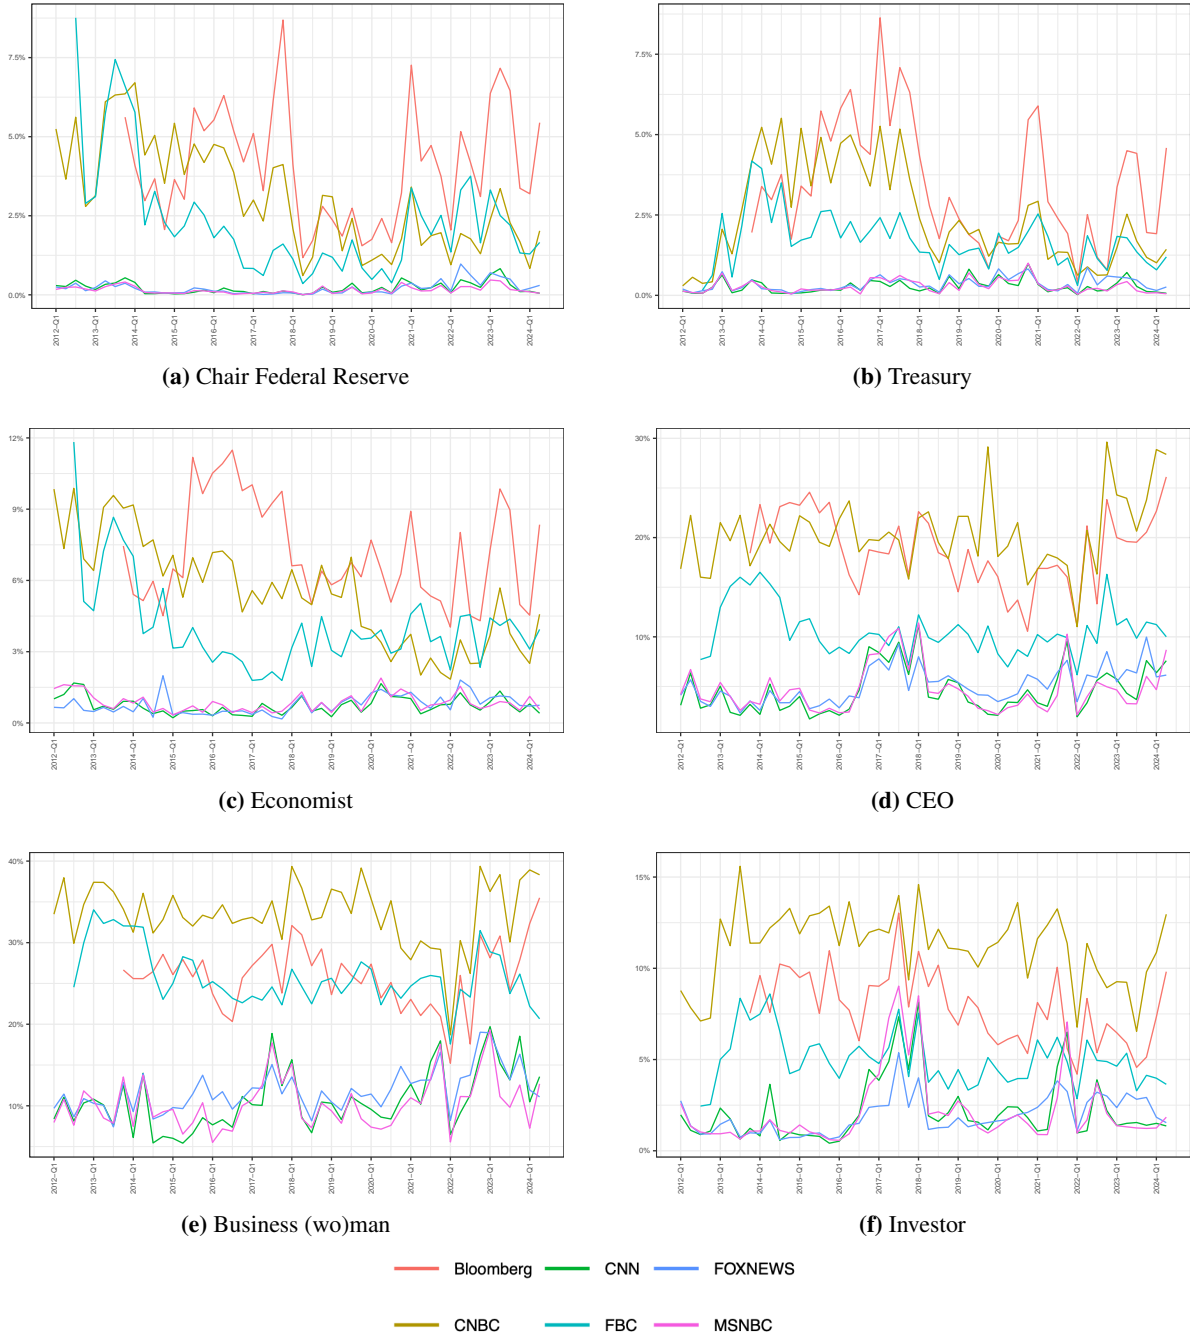 7.5%
5.0%
2.5%
0.0%
2012-Q1
2013-Q1
2014-Q1
2015-Q1
2016-Q1
2017-Q1
2018-Q1
2019-Q1
2020-Q1
2021-Q1
2022-Q1
2023-Q1
2024-Q1
(a) Chair Federal Reserve
7.5%
5.0%
2.5%
0.0%
2012-Q1
2013-Q1
2014-Q1
2015-Q1
2016-Q1
2017-Q1
2018-Q1
2019-Q1
2020-Q1
2021-Q1
2022-Q1
2023-Q1
2024-Q1
(b) Treasury
12%
9%
6%
3%
0%
2012-Q1
2013-Q1
2014-Q1
2015-Q1
2016-Q1
2017-Q1
2018-Q1
2019-Q1
2020-Q1
2021-Q1
2022-Q1
2023-Q1
2024-Q1
(c) Economist
30%
20%
10%
2012-Q1
2013-Q1
2014-Q1
2015-Q1
2016-Q1
2017-Q1
2018-Q1
2019-Q1
2020-Q1
2021-Q1
2022-Q1
2023-Q1
2024-Q1
(d) CEO
40%
30%
20%
10%
2012-Q1
2013-Q1
2014-Q1
2015-Q1
2016-Q1
2017-Q1
2018-Q1
2019-Q1
2020-Q1
2021-Q1
2022-Q1
2023-Q1
2024-Q1
(e) Business (wo)man
15%
10%
5%
0%
2012-Q1
2013-Q1
2014-Q1
2015-Q1
2016-Q1
2017-Q1
2018-Q1
2019-Q1
2020-Q1
2021-Q1
2022-Q1
2023-Q1
2024-Q1
(f) Investor
Bloomberg CNN FOXNEWS
CNBC FBC MSNBC